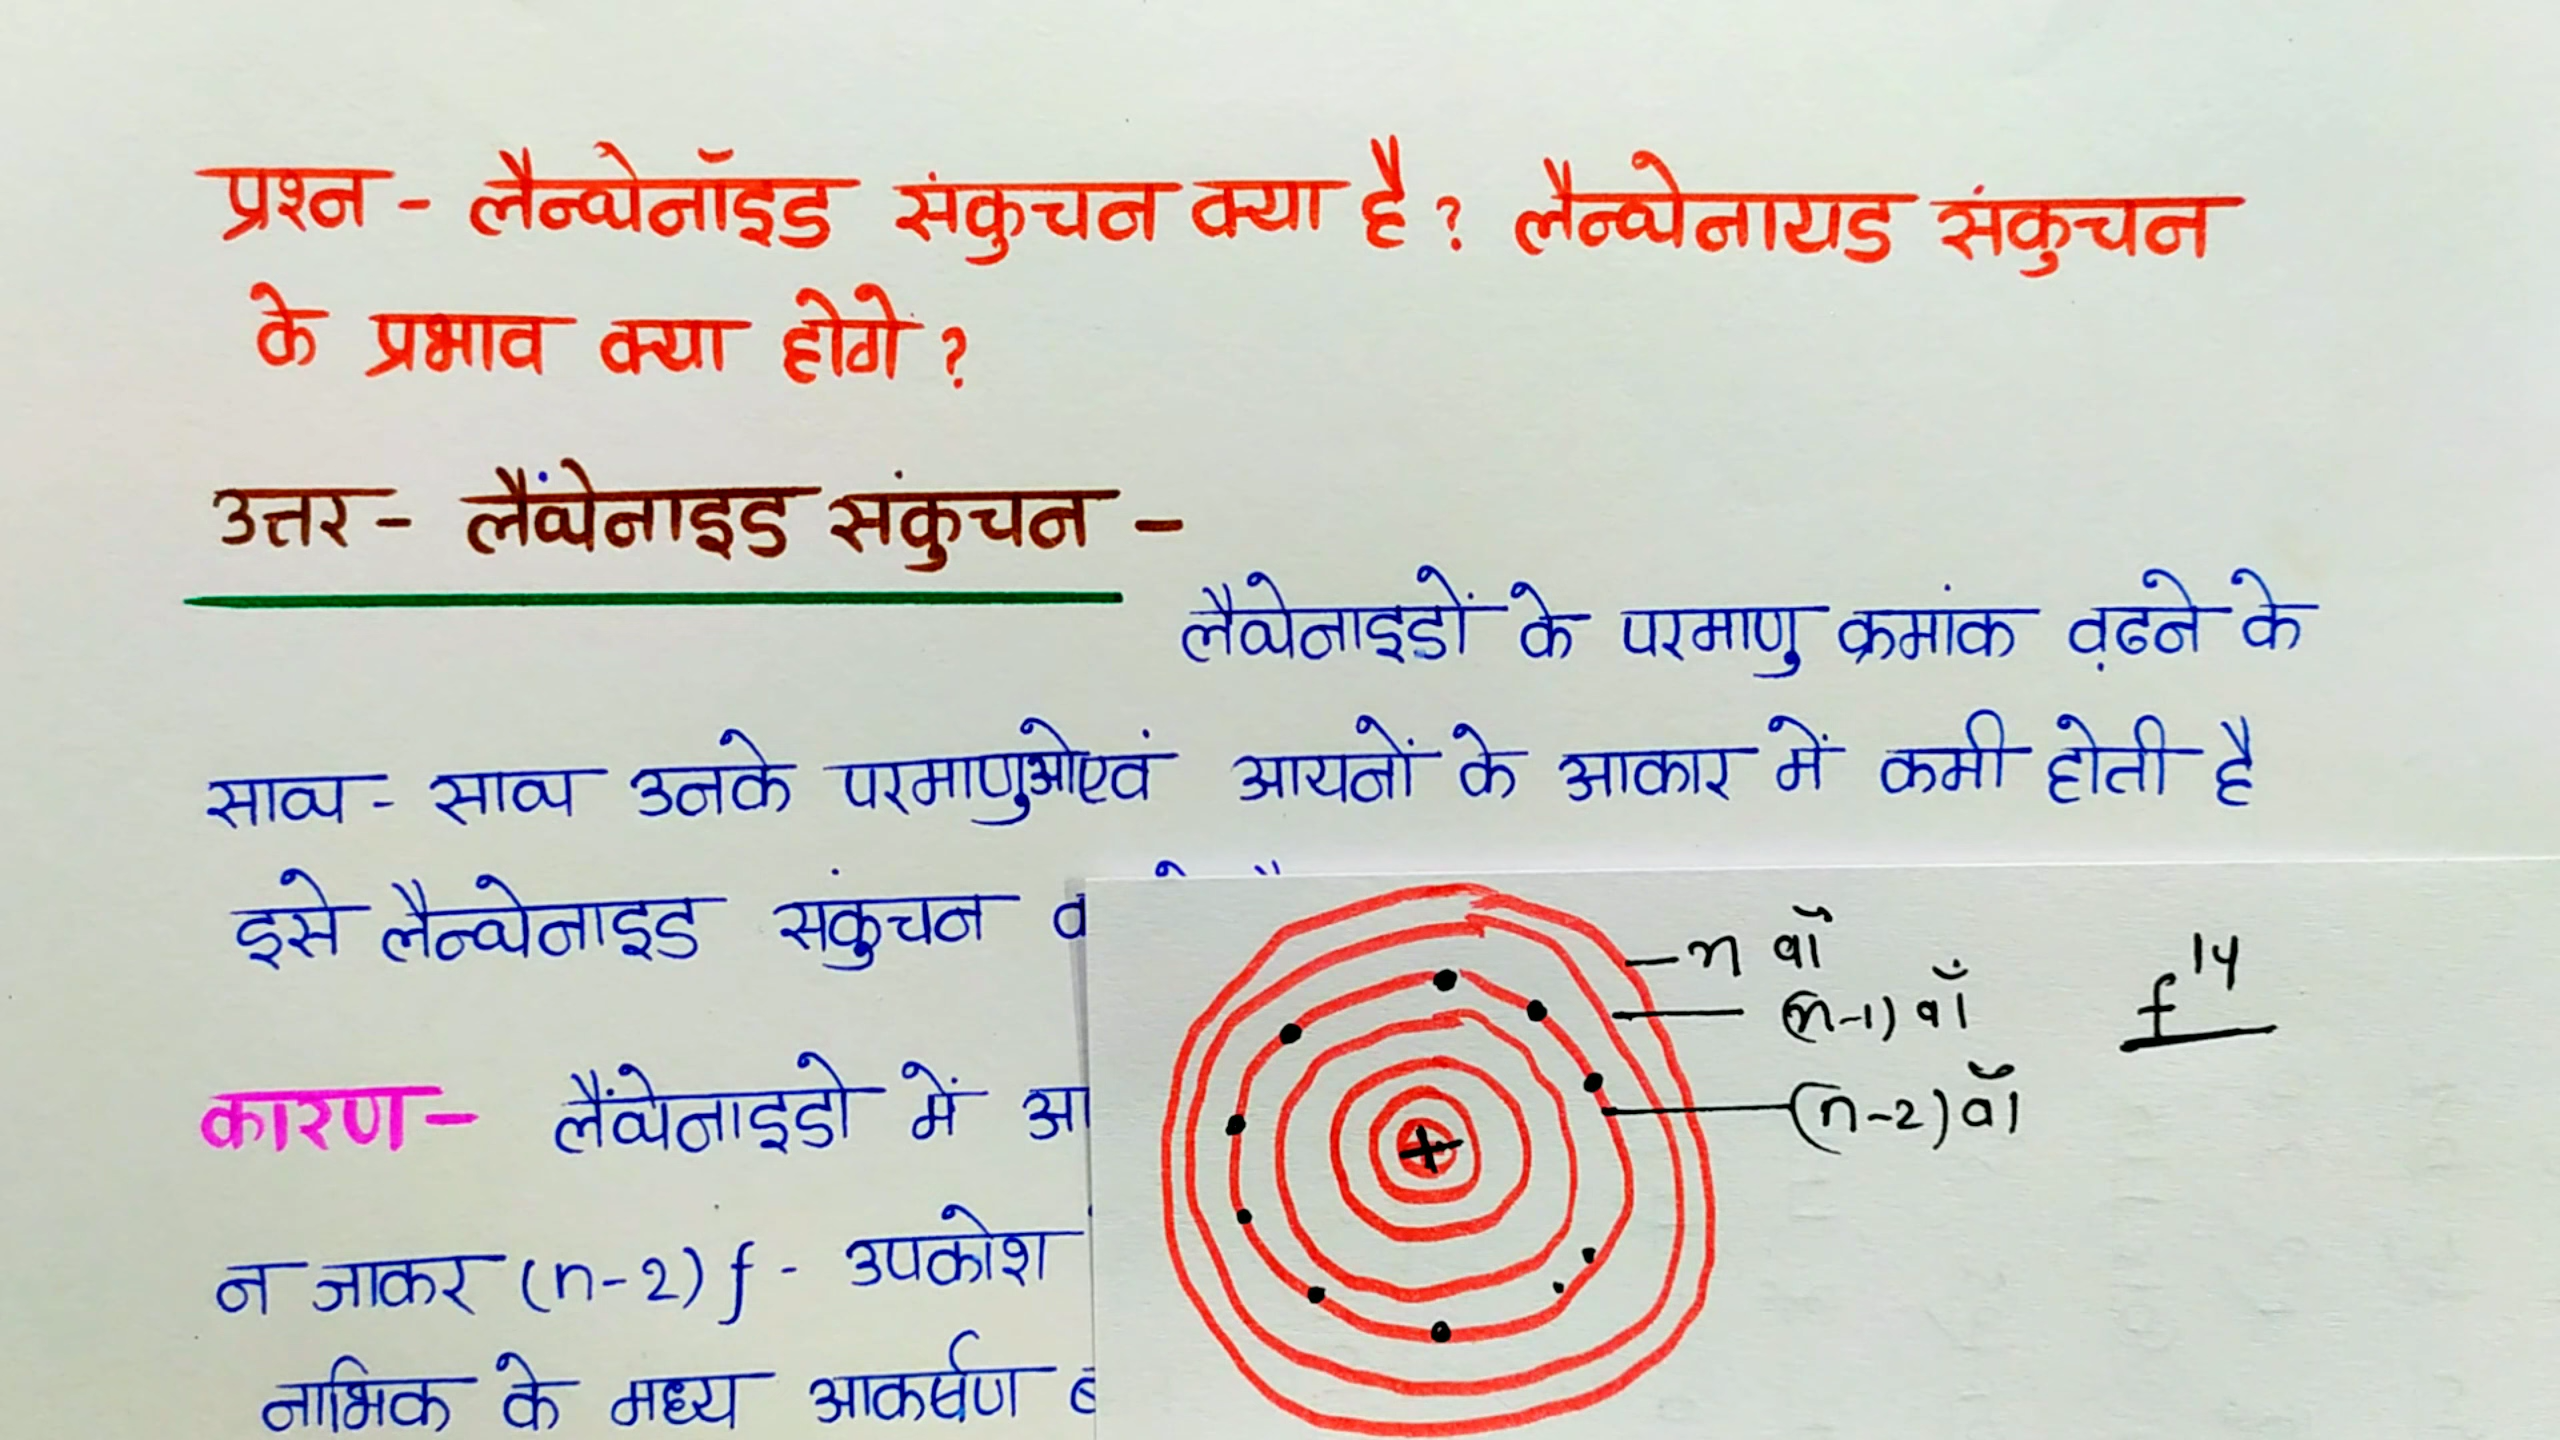 प्रश्न - लैन्थेनॉइड संकुचन क्या है? लैन्थेनायड संकुचन
के प्रभाव क्या होगें?
उत्तर - लैंथेनाइड संकुचन -
लैथेनाइडों के परमाणु क्रमांक वढ़ने के
साथ - साथ उनके परमाणुओ एवं आयनों के आकार में कमी होती है
इसे लैन्थेनाइड संकुचन
कारण- लैंथेनाइडो में
न जाकर (n-2) f - उपकोश
नाभिक के मध्य आकर्षण
n वाँ
(n-1) वाँ
(n-2) वाँ
f¹⁴
+